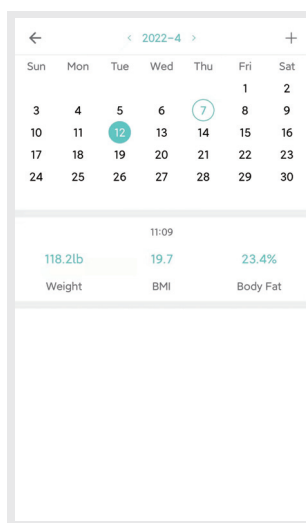 ← < 2022-4 > +
Sun Mon Tue Wed Thu Fri Sat
1 2
3 4 5 6 7 8 9
10 11 12 13 14 15 16
17 18 19 20 21 22 23
24 25 26 27 28 29 30
11:09
118.2lb 19.7 23.4%
Weight BMI Body Fat